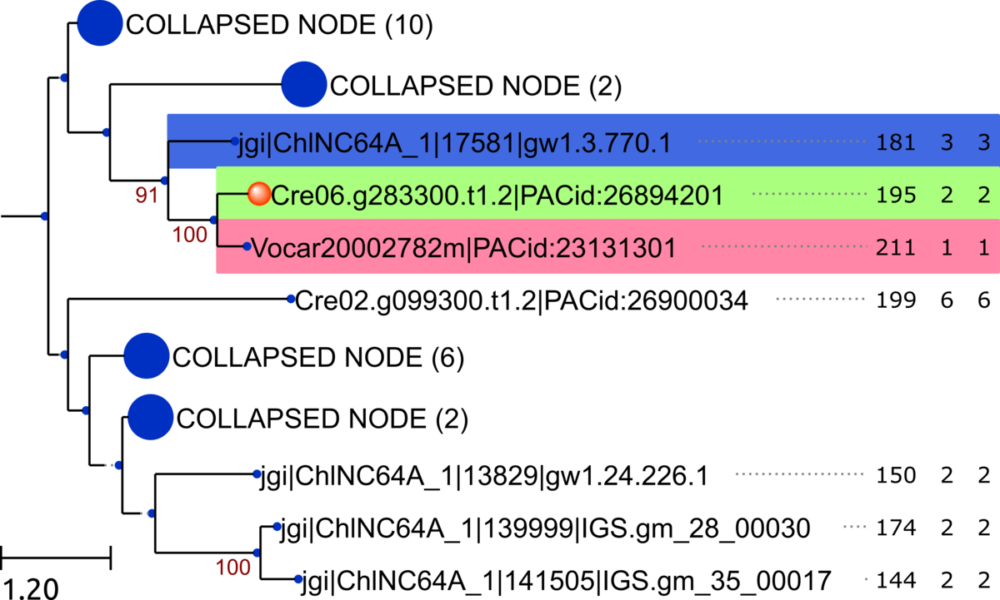 COLLAPSED NODE (10)
COLLAPSED NODE (2)
jgi|ChlNC64A_1|17581|gw1.3.770.1 181 3 3
91
Cre06.g283300.t1.2|PACid:26894201 195 2 2
100
Vocar20002782m|PACid:23131301 211 1 1
Cre02.g099300.t1.2|PACid:26900034 199 6 6
COLLAPSED NODE (6)
COLLAPSED NODE (2)
jgi|ChlNC64A_1|13829|gw1.24.226.1 150 2 2
jgi|ChlNC64A_1|139999|IGS.gm_28_00030 174 2 2
100
jgi|ChlNC64A_1|141505|IGS.gm_35_00017 144 2 2
1.20